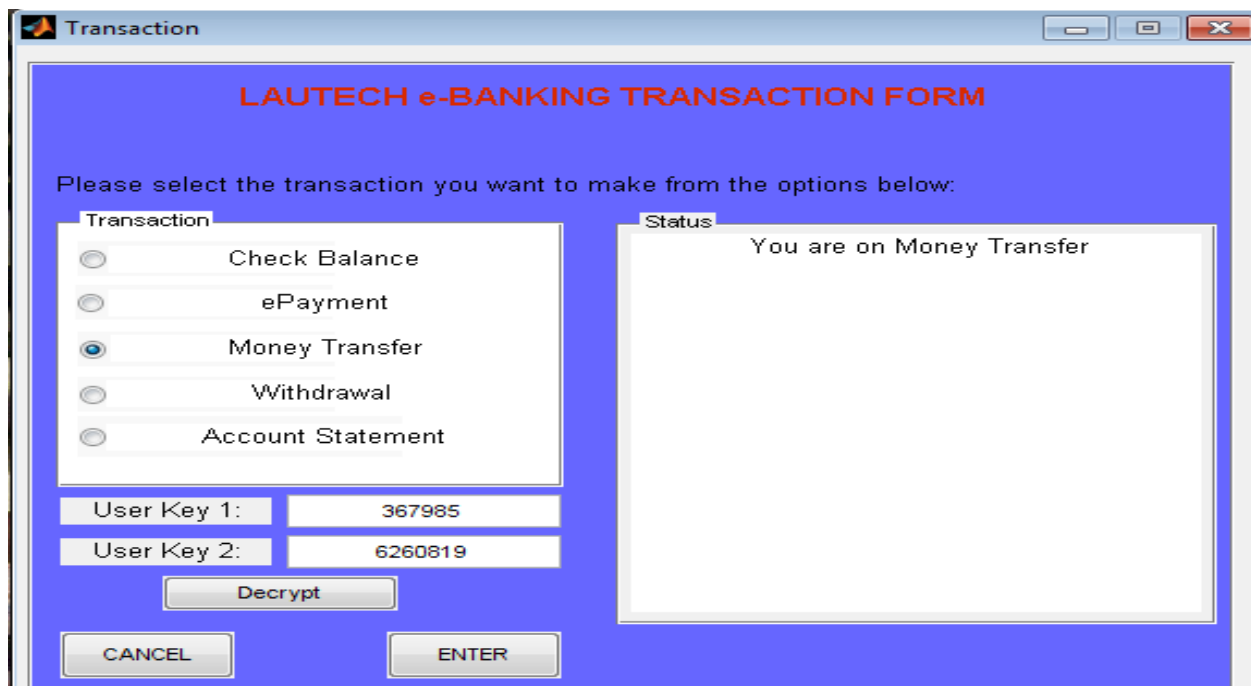 Transaction
LAUTECH e-BANKING TRANSACTION FORM
Please select the transaction you want to make from the options below:
Transaction
Check Balance
ePayment
Money Transfer
Withdrawal
Account Statement
Status
You are on Money Transfer
User Key 1: 367985
User Key 2: 6260819
Decrypt
CANCEL ENTER